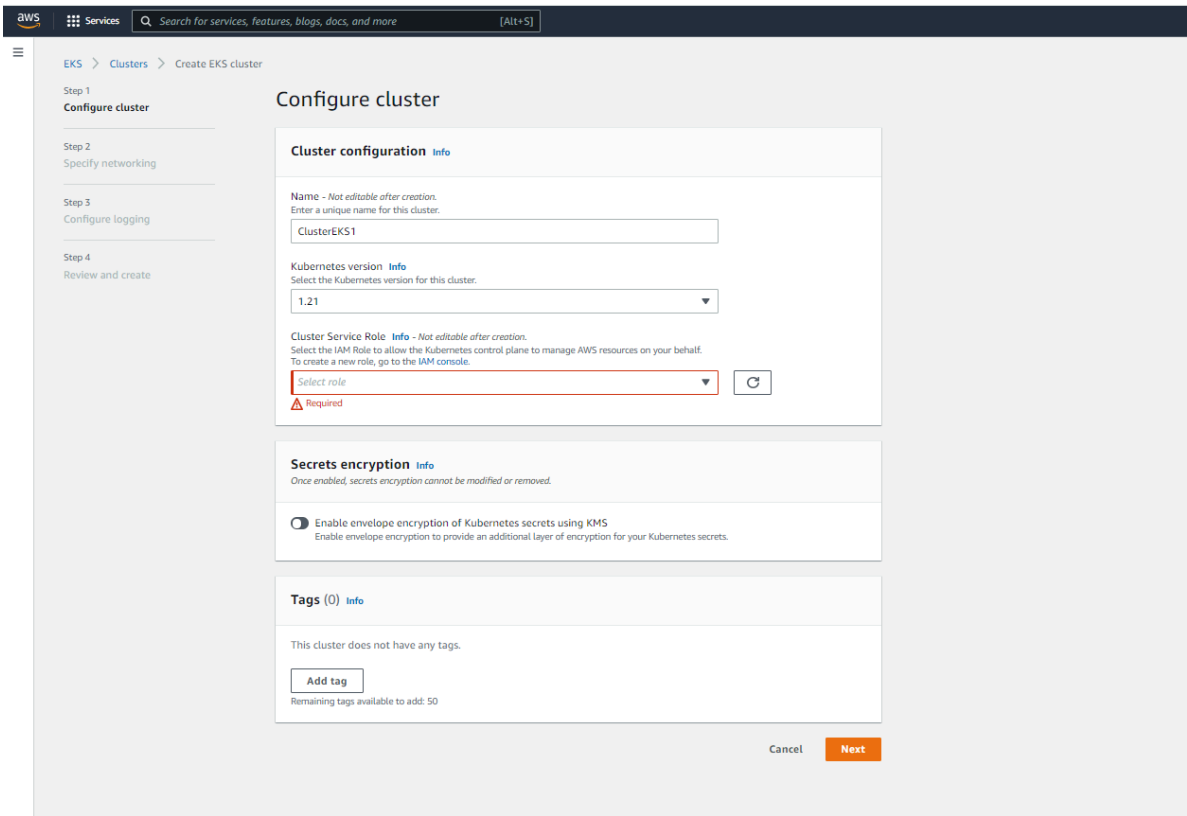 aws
Services
Search for services, features, blogs, docs, and more [Alt+S]
EKS > Clusters > Create EKS cluster
Step 1
Configure cluster
Step 2
Specify networking
Step 3
Configure logging
Step 4
Review and create
Configure cluster
Cluster configuration Info
Name - Not editable after creation.
Enter a unique name for this cluster.
ClusterEKS1
Kubernetes version Info
Select the Kubernetes version for this cluster.
1.21
Cluster Service Role Info - Not editable after creation.
Select the IAM Role to allow the Kubernetes control plane to manage AWS resources on your behalf.
To create a new role, go to the IAM console.
Select role
Required
Secrets encryption Info
Once enabled, secrets encryption cannot be modified or removed.
Enable envelope encryption of Kubernetes secrets using KMS
Enable envelope encryption to provide an additional layer of encryption for your Kubernetes secrets.
Tags (0) Info
This cluster does not have any tags.
Add tag
Remaining tags available to add: 50
Cancel
Next